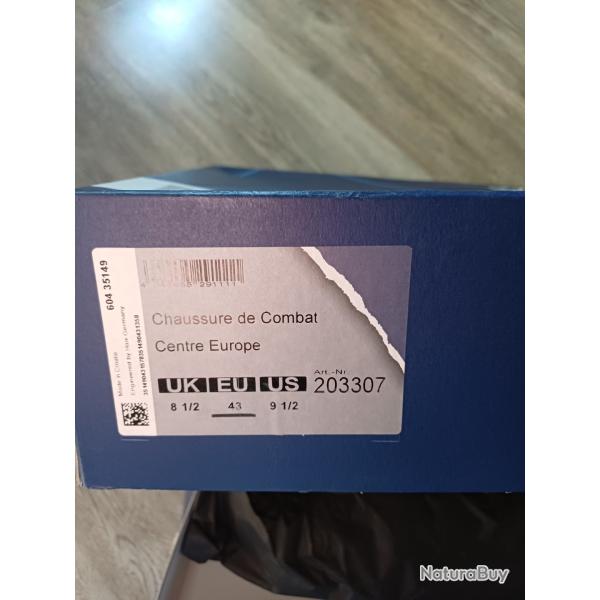 604 35149
Made in Croatia
Engineered by Haix Germany
291111
Chaussure de Combat
Centre Europe
UK EU US
8 1/2 43 9 1/2
Art.-Nr.
203307
NaturaBuy